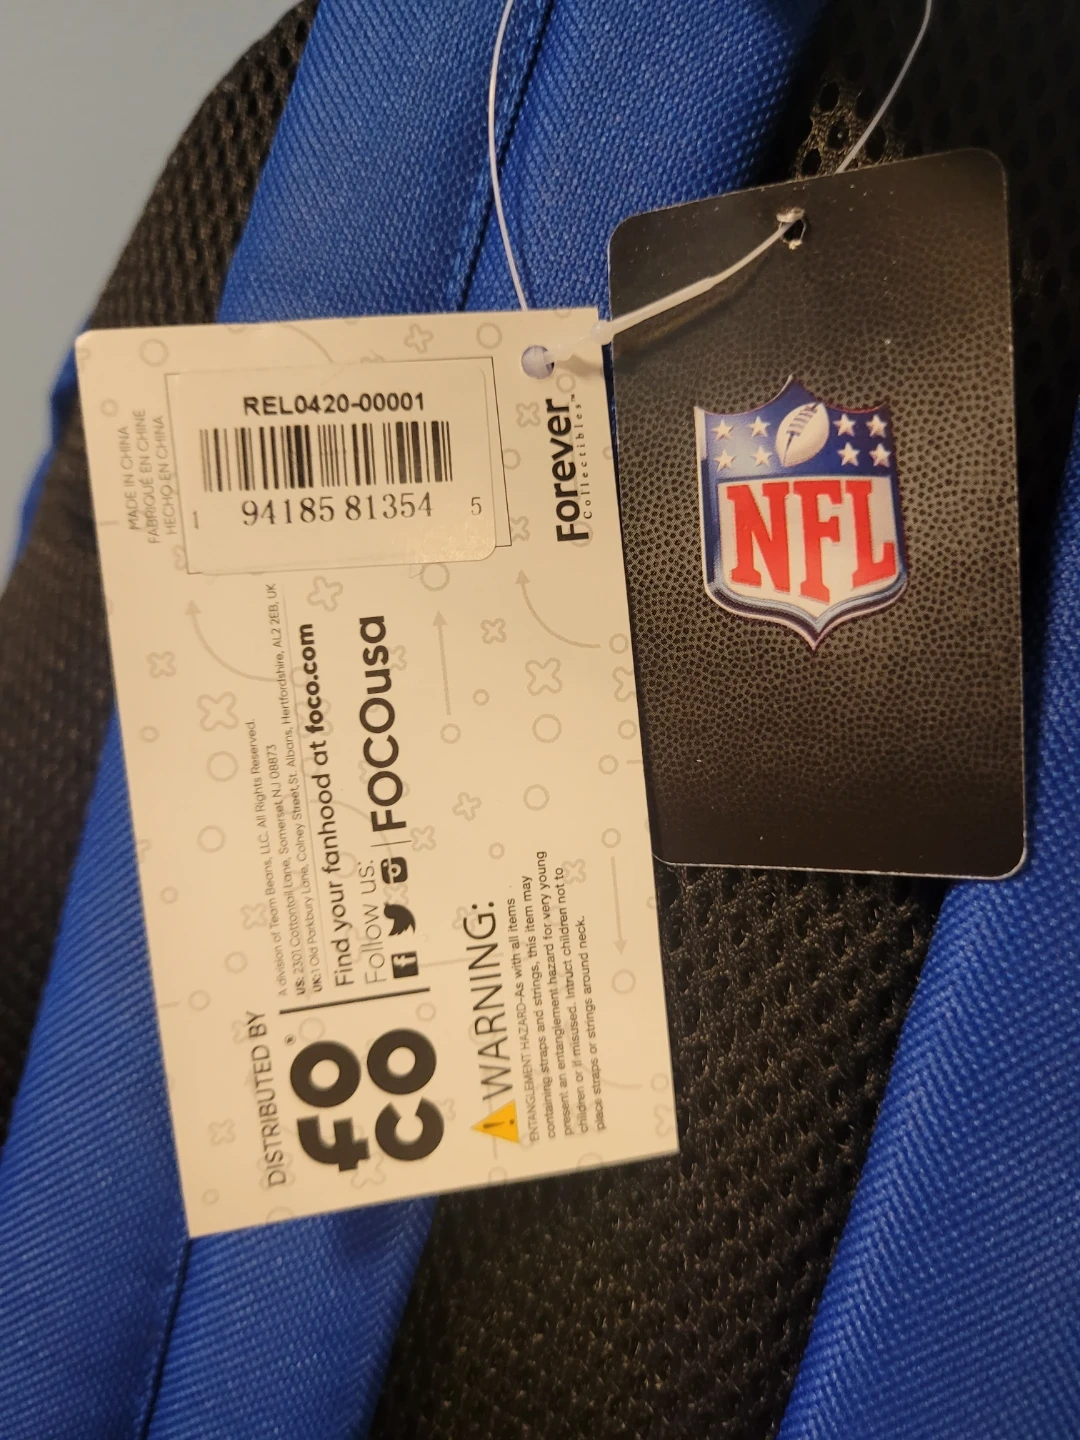 REL0420-00001
94185 81354 5
MADE IN CHINA
FABRIQUÉ EN CHINE
HECHO EN CHINA
Forever
Collectibles™
NFL
DISTRIBUTED BY
fo
co
®
A division of Team Beans, LLC. All Rights Reserved.
US: 2301 Cottontail Lane, Somerset, NJ 08873
UK: 1 Old Parkbury Lane, Colney Street, St. Albans, Hertfordshire, AL2 2EB, UK
Find your fanhood at foco.com
Follow us:
FOCOusa
WARNING:
ENTANGLEMENT HAZARD-As with all items
containing straps and strings, this item may
present an entanglement hazard for very young
children or if misused. Intruct children not to
place straps or strings around neck.